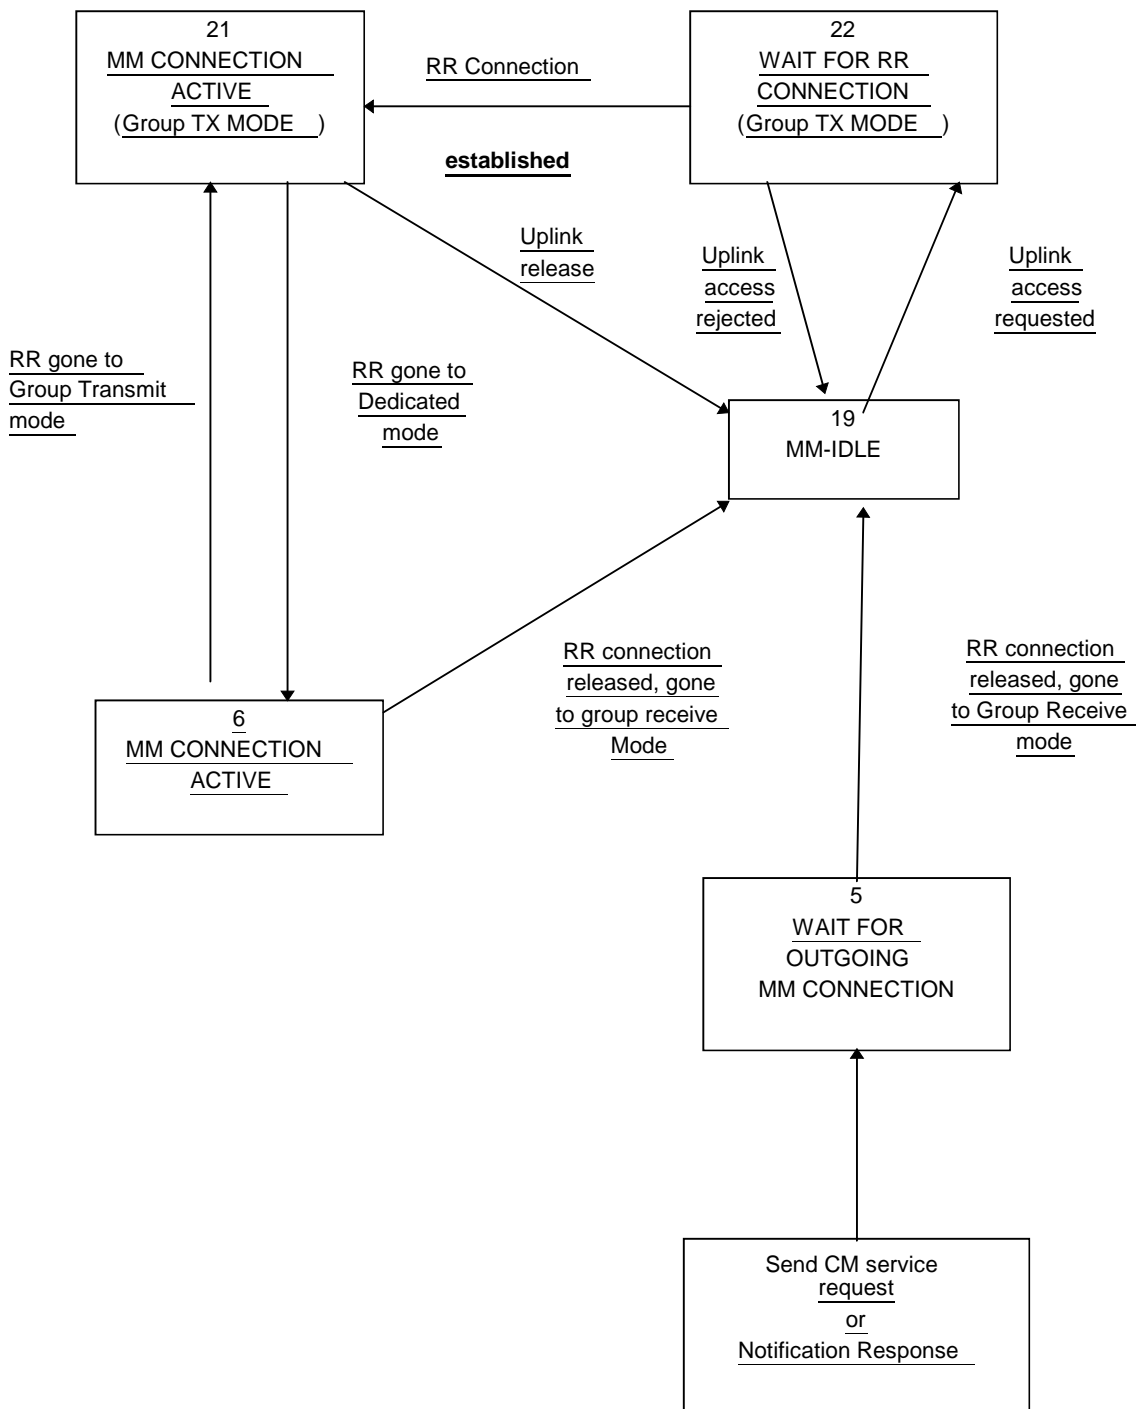 21
MM CONNECTION
ACTIVE
(Group TX MODE )
RR Connection
established
22
WAIT FOR RR
CONNECTION
(Group TX MODE )
Uplink
release
Uplink
access
rejected
Uplink
access
requested
RR gone to
Group Transmit
mode
RR gone to
Dedicated
mode
19
MM-IDLE
RR connection
released, gone
to group receive
Mode
RR connection
released, gone
to Group Receive
mode
6
MM CONNECTION
ACTIVE
5
WAIT FOR
OUTGOING
MM CONNECTION
Send CM service
request
or
Notification Response